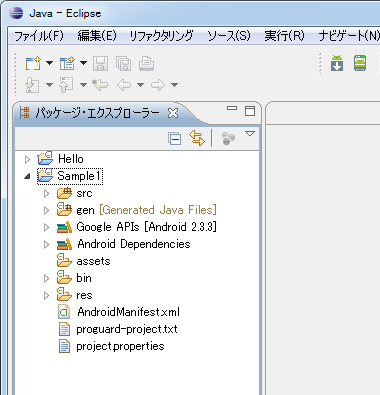 Java - Eclipse
ファイル(F) 編集(E) リファクタリング ソース(S) 実行(R) ナビゲート(N)
パッケージ・エクスプローラー
Hello
Sample1
src
gen [Generated Java Files]
Google APIs [Android 2.3.3]
Android Dependencies
assets
bin
res
AndroidManifest.xml
proguard-project.txt
project.properties